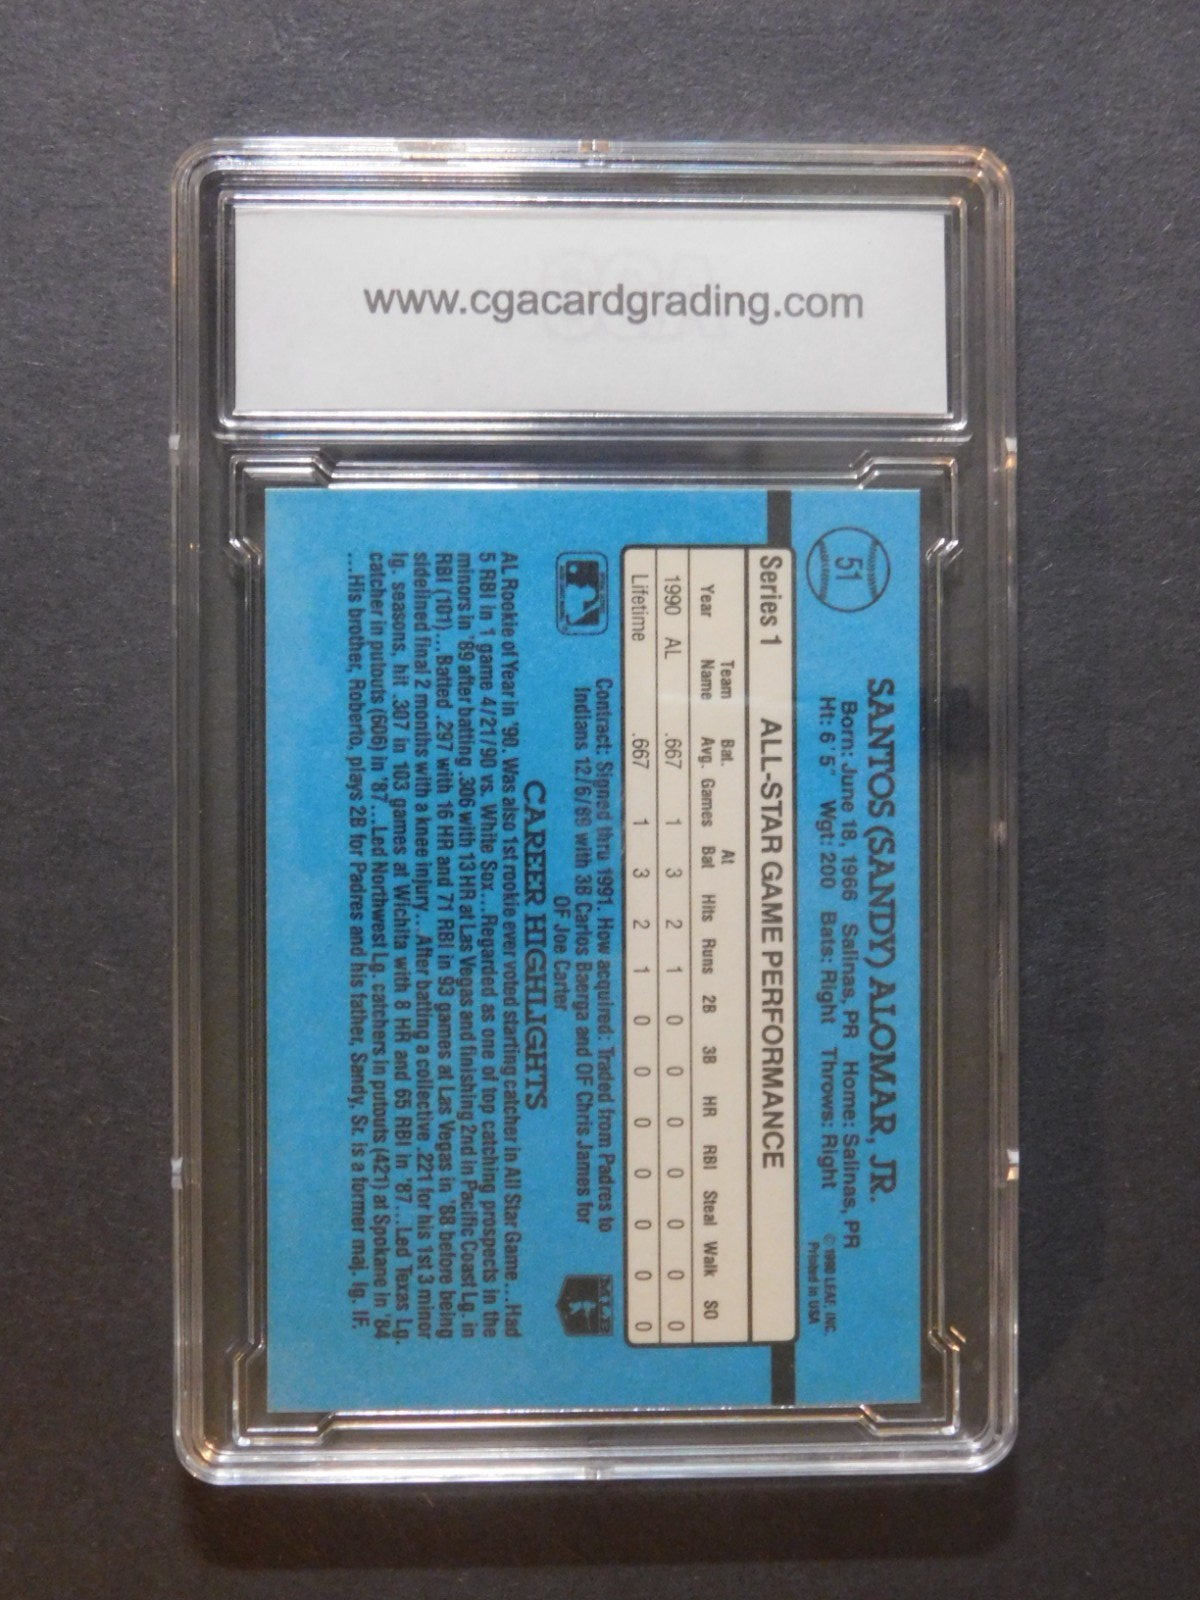 www.cgacardgrading.com
51
SANTOS (SANDY) ALOMAR, JR.
Born: June 18, 1966 Salinas, PR Home: Salinas, PR
Ht: 6'5" Wgt: 200 Bats: Right Throws: Right
© 1990 LEAF, INC.
Printed in USA
Series 1 ALL-STAR GAME PERFORMANCE
Year Team Name Bat. Avg. Games At Bat Hits Runs 2B 3B HR RBI Steal Walk SO
1990 AL .667 1 3 2 1 0 0 0 0 0 0 0
Lifetime .667 1 3 2 1 0 0 0 0 0 0 0
Contract: Signed thru 1991. How acquired: Traded from Padres to
Indians 12/6/89 with 3B Carlos Baerga and OF Chris James for
OF Joe Carter
CAREER HIGHLIGHTS
AL Rookie of Year in '90. Was also 1st rookie ever voted starting catcher in All Star Game...Had
5 RBI in 1 game 4/21/90 vs. White Sox...Regarded as one of top catching prospects in the
minors in '89 after batting .306 with 13 HR at Las Vegas and finishing 2nd in Pacific Coast Lg. in
RBI (101)...Batted .297 with 16 HR and 71 RBI in 93 games at Las Vegas in '88 before being
sidelined final 2 months with a knee injury...After batting a collective .221 for his 1st 3 minor
lg. seasons, hit .307 in 103 games at Wichita with 8 HR and 65 RBI in '87...Led Texas Lg.
catcher in putouts (606) in '87...Led Northwest Lg. catchers in putouts (421) at Spokane in '84
...His brother, Roberto, plays 2B for Padres and his father, Sandy, Sr. is a former maj. lg. IF.